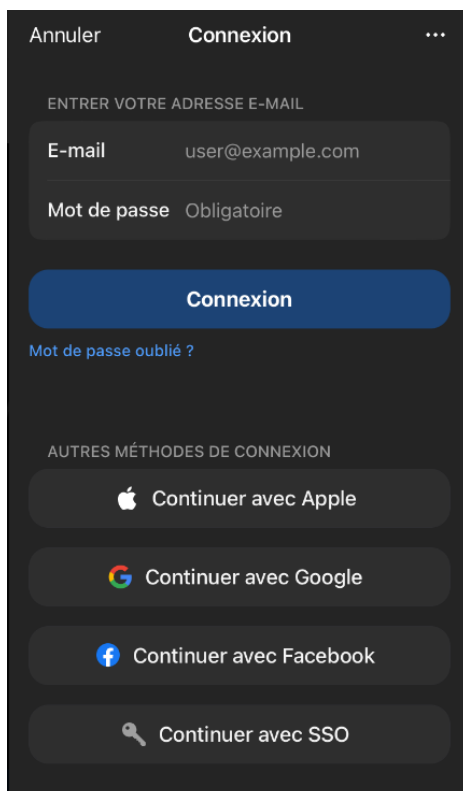 Annuler Connexion ...
ENTRER VOTRE ADRESSE E-MAIL
E-mail user@example.com
Mot de passe Obligatoire
Connexion
Mot de passe oublié ?
AUTRES MÉTHODES DE CONNEXION
Continuer avec Apple
Continuer avec Google
Continuer avec Facebook
Continuer avec SSO